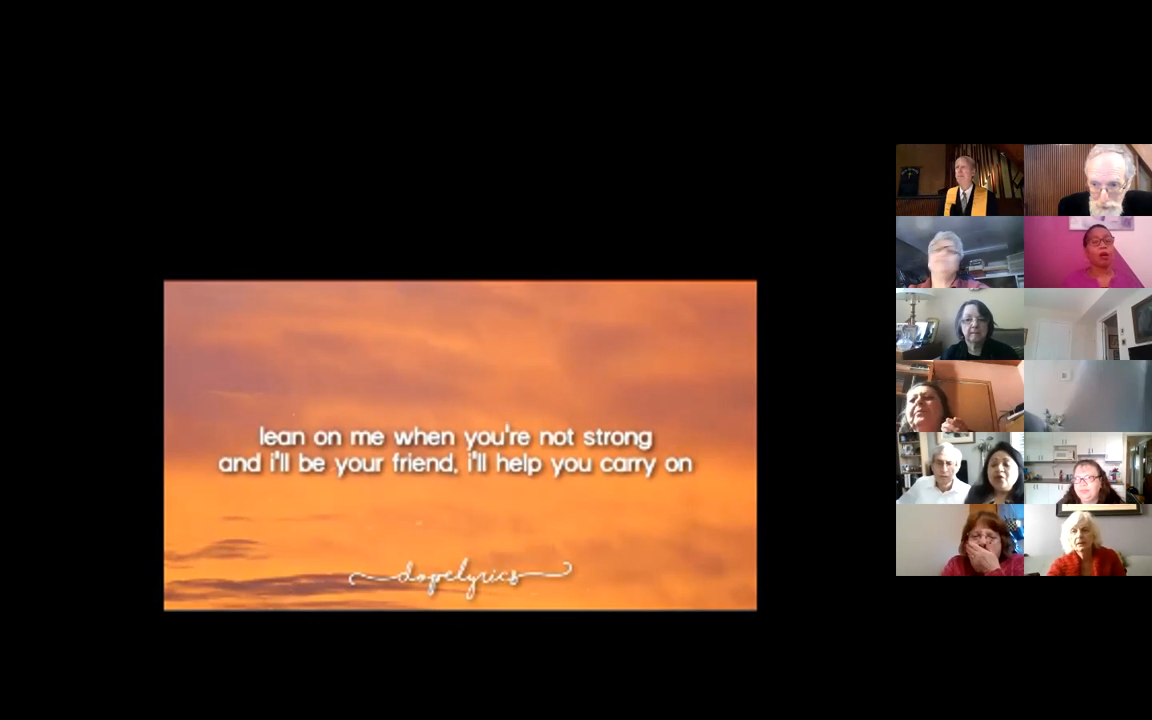 lean on me when you're not strong
and i'll be your friend, i'll help you carry on
dopelyrics